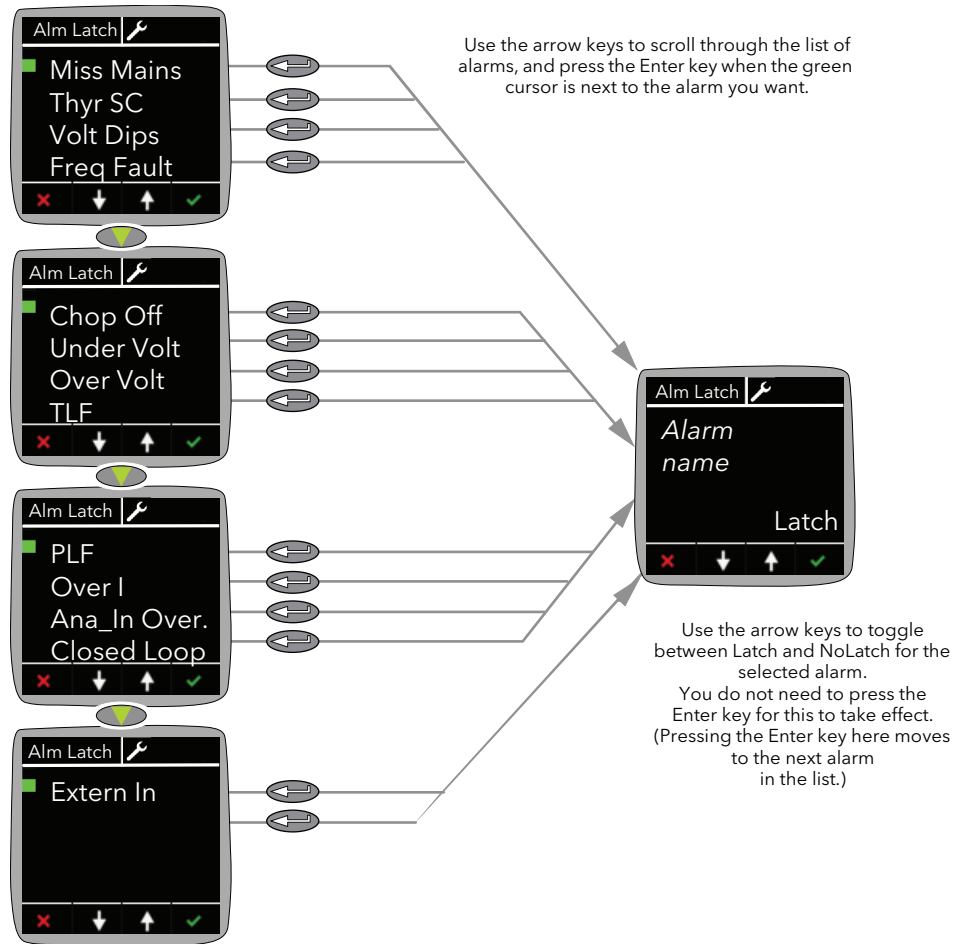 Alm Latch
Miss Mains
Thyr SC
Volt Dips
Freq Fault
Use the arrow keys to scroll through the list of
alarms, and press the Enter key when the green
cursor is next to the alarm you want.
Alm Latch
Chop Off
Under Volt
Over Volt
TLF
Alm Latch
PLF
Over I
Ana_In Over.
Closed Loop
Alm Latch
Extern In
Alm Latch
Alarm
name
Latch
Use the arrow keys to toggle
between Latch and NoLatch for the
selected alarm.
You do not need to press the
Enter key for this to take effect.
(Pressing the Enter key here moves
to the next alarm
in the list.)